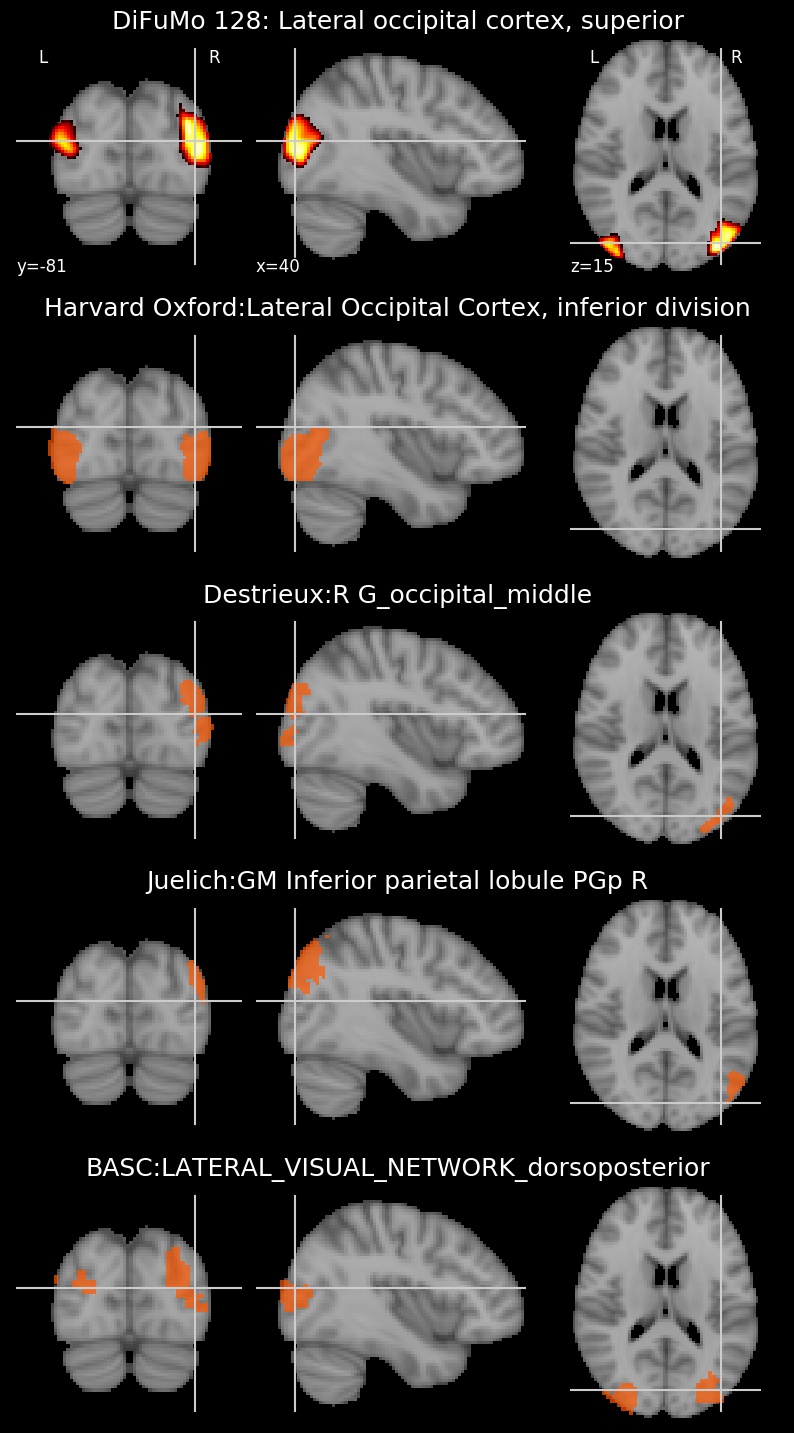 DiFuMo 128: Lateral occipital cortex, superior
L R L R
y=-81 x=40 z=15
Harvard Oxford:Lateral Occipital Cortex, inferior division
Destrieux:R G_occipital_middle
Juelich:GM Inferior parietal lobule PGp R
BASC:LATERAL_VISUAL_NETWORK_dorsoposterior